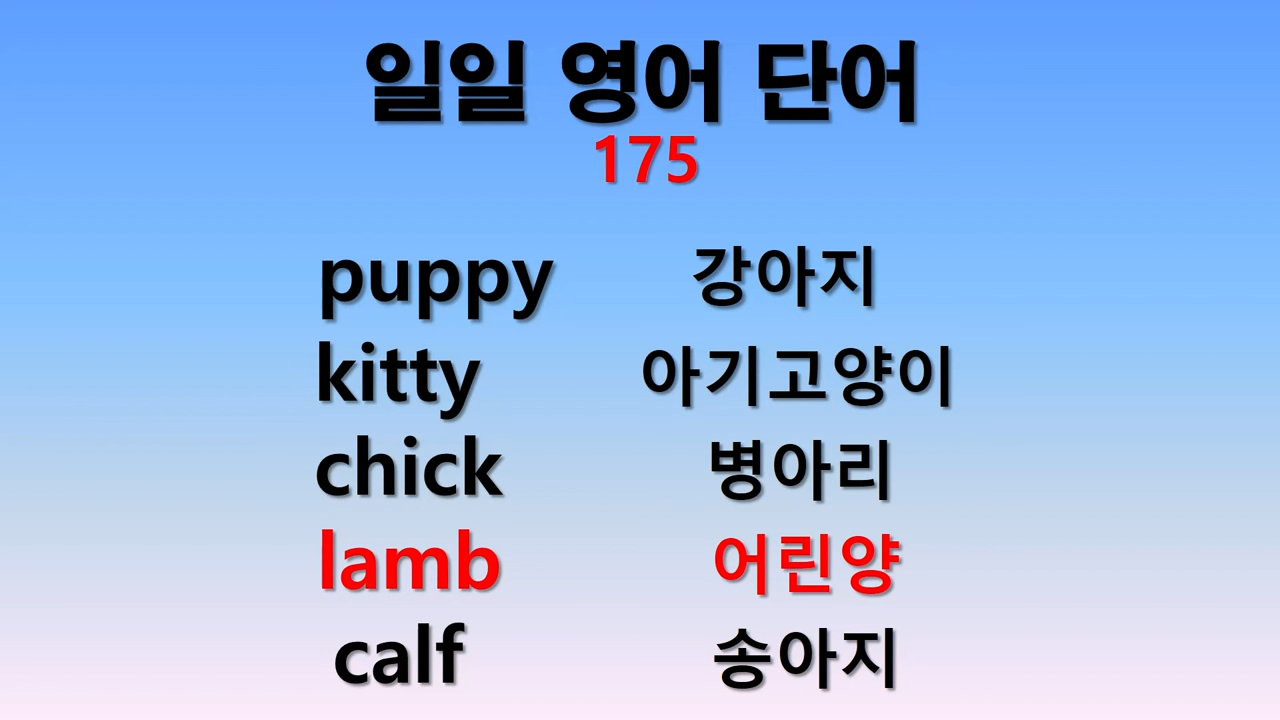 일일 영어 단어
175
puppy 강아지
kitty 아기고양이
chick 병아리
lamb 어린양
calf 송아지